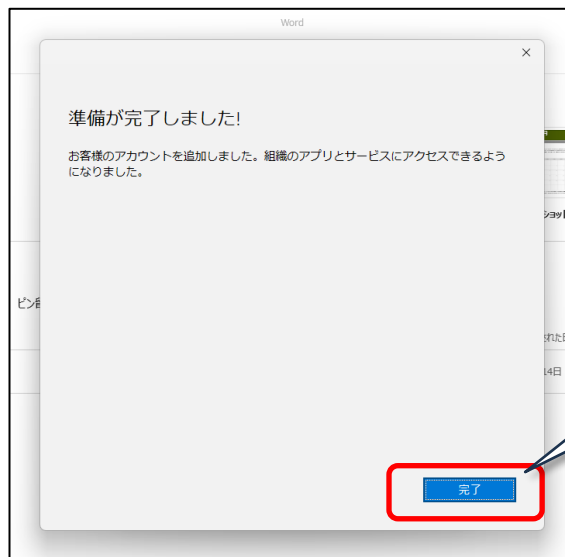 Word
準備が完了しました!
お客様のアカウントを追加しました。組織のアプリとサービスにアクセスできるよう
になりました。
ショット
ピン
された
14日
完了